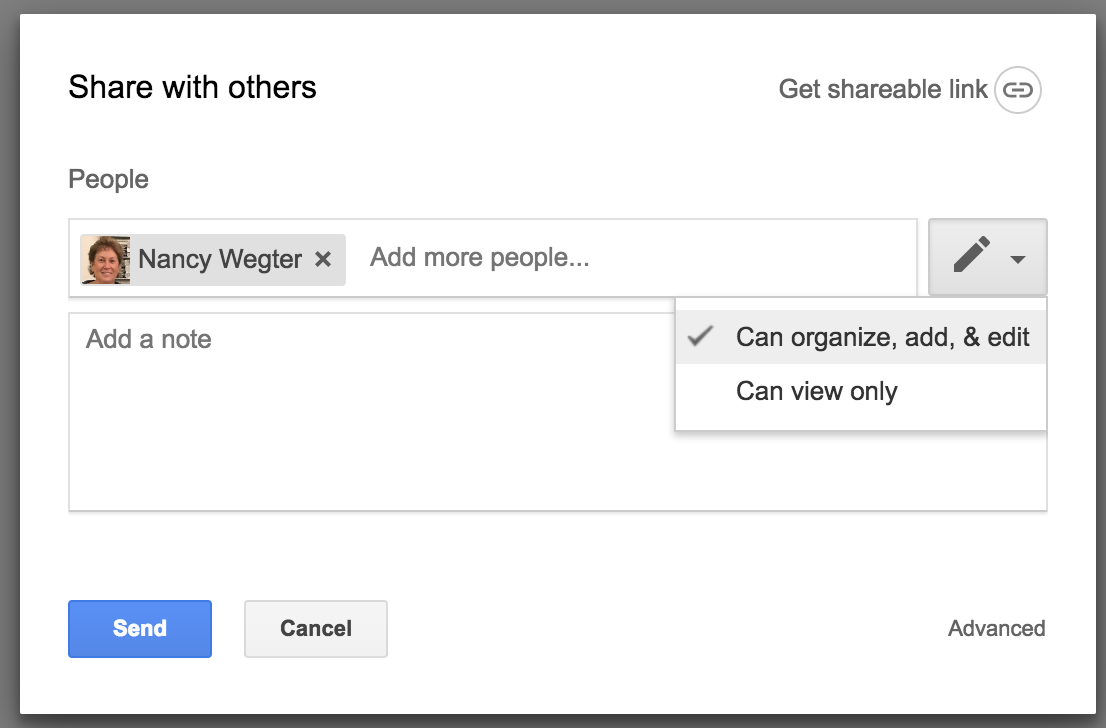 Share with others
Get shareable link
People
Nancy Wegter × Add more people...
Add a note
Can organize, add, & edit
Can view only
Send
Cancel
Advanced